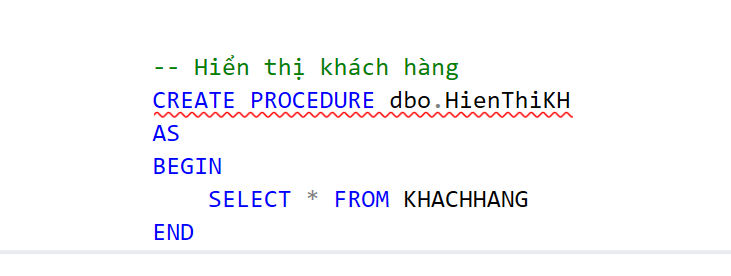 -- Hiển thị khách hàng
CREATE PROCEDURE dbo.HienThiKH
AS
BEGIN
    SELECT * FROM KHACHHANG
END